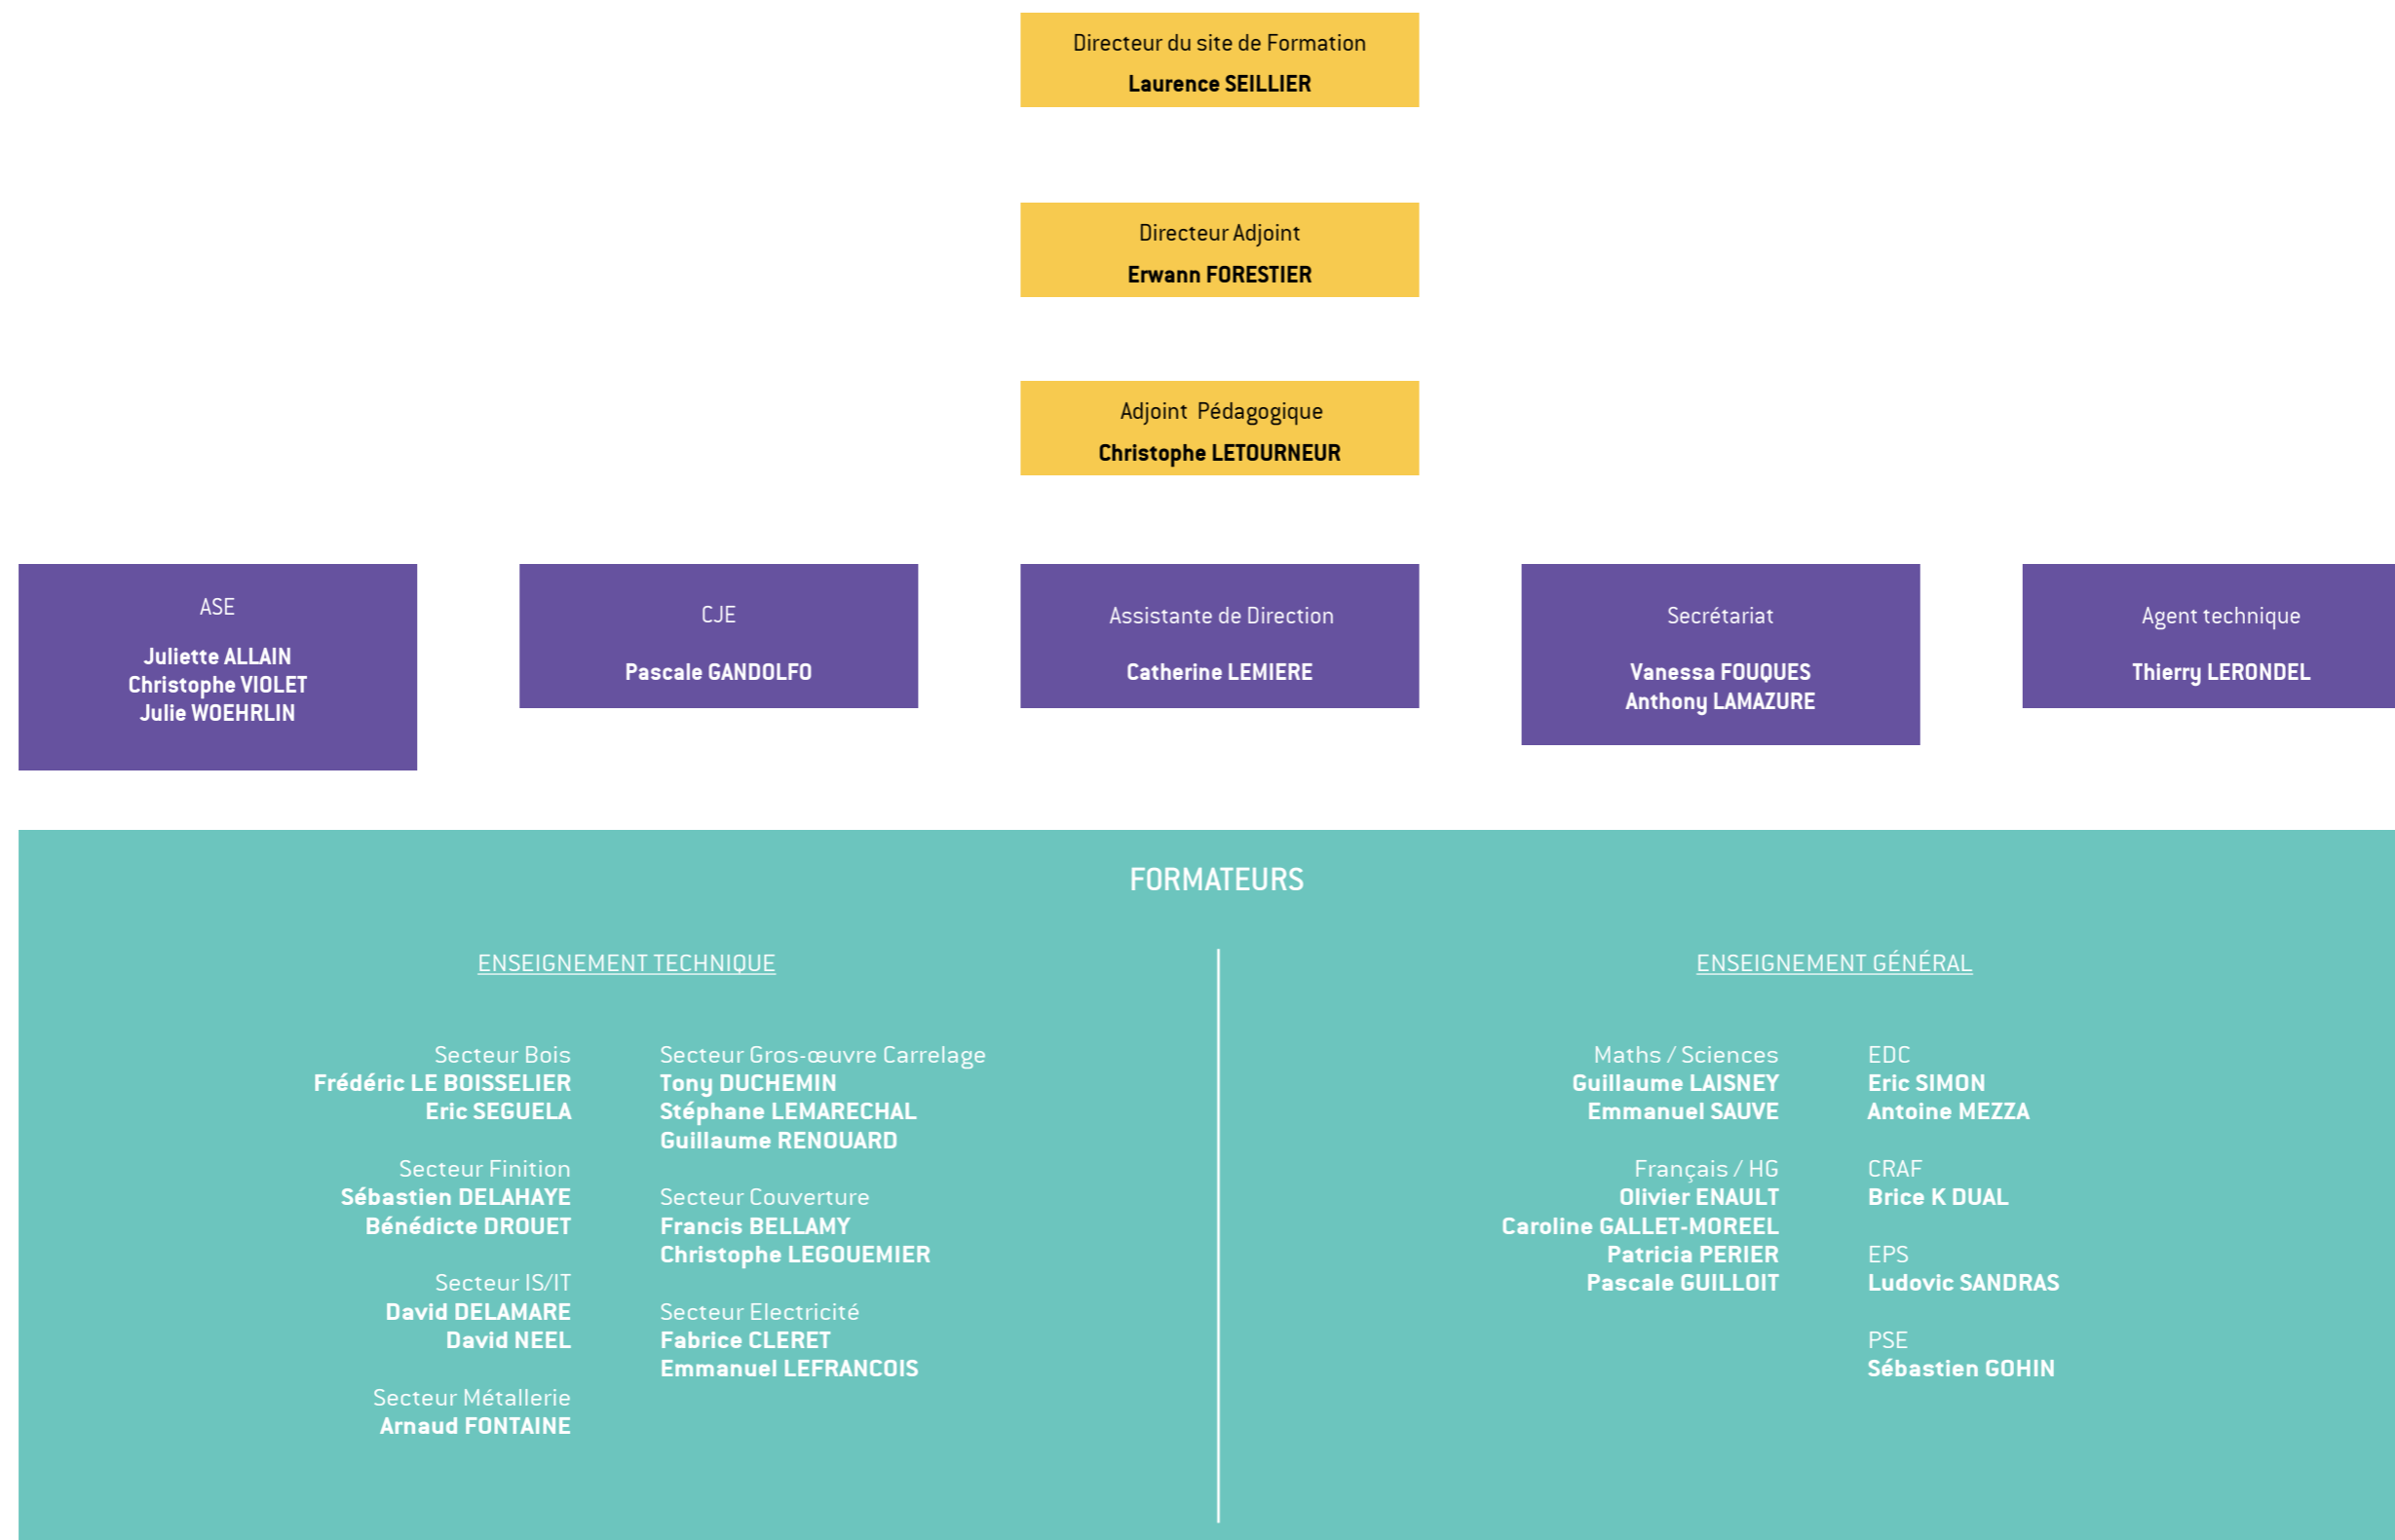 Directeur du site de Formation
Laurence SEILLIER
Directeur Adjoint
Erwann FORESTIER
Adjoint Pédagogique
Christophe LETOURNEUR
ASE
Juliette ALLAIN
Christophe VIOLET
Julie WOEHRLIN
CJE
Pascale GANDOLFO
Assistante de Direction
Catherine LEMIERE
Secrétariat
Vanessa FOUQUES
Anthony LAMAZURE
Agent technique
Thierry LERONDEL
FORMATEURS
ENSEIGNEMENT TECHNIQUE
Secteur Bois
Frédéric LE BOISSELIER
Eric SEGUELA
Secteur Finition
Sébastien DELAHAYE
Bénédicte DROUET
Secteur IS/IT
David DELAMARE
David NEEL
Secteur Métallerie
Arnaud FONTAINE
Secteur Gros-œuvre Carrelage
Tony DUCHEMIN
Stéphane LEMARECHAL
Guillaume RENOUARD
Secteur Couverture
Francis BELLAMY
Christophe LEGOUEMIER
Secteur Electricité
Fabrice CLERET
Emmanuel LEFRANCOIS
ENSEIGNEMENT GÉNÉRAL
Maths / Sciences
Guillaume LAISNEY
Emmanuel SAUVE
Français / HG
Olivier ENAULT
Caroline GALLET-MOREEL
Patricia PERIER
Pascale GUILLOIT
EDC
Eric SIMON
Antoine MEZZA
CRAF
Brice K DUAL
EPS
Ludovic SANDRAS
PSE
Sébastien GOHIN